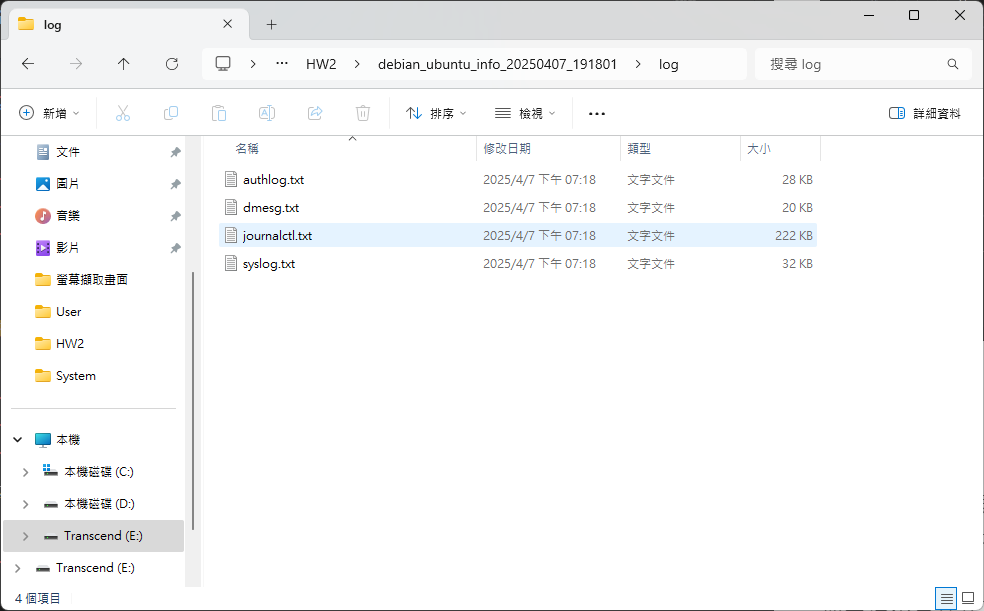 log
HW2 debian_ubuntu_info_20250407_191801 log
搜尋 log
新增 排序 檢視 詳細資料
文件
圖片
音樂
影片
螢幕擷取畫面
User
HW2
System
本機
本機磁碟 (C:)
本機磁碟 (D:)
Transcend (E:)
Transcend (E:)
名稱 修改日期 類型 大小
authlog.txt 2025/4/7 下午 07:18 文字文件 28 KB
dmesg.txt 2025/4/7 下午 07:18 文字文件 20 KB
journalctl.txt 2025/4/7 下午 07:18 文字文件 222 KB
syslog.txt 2025/4/7 下午 07:18 文字文件 32 KB
4 個項目